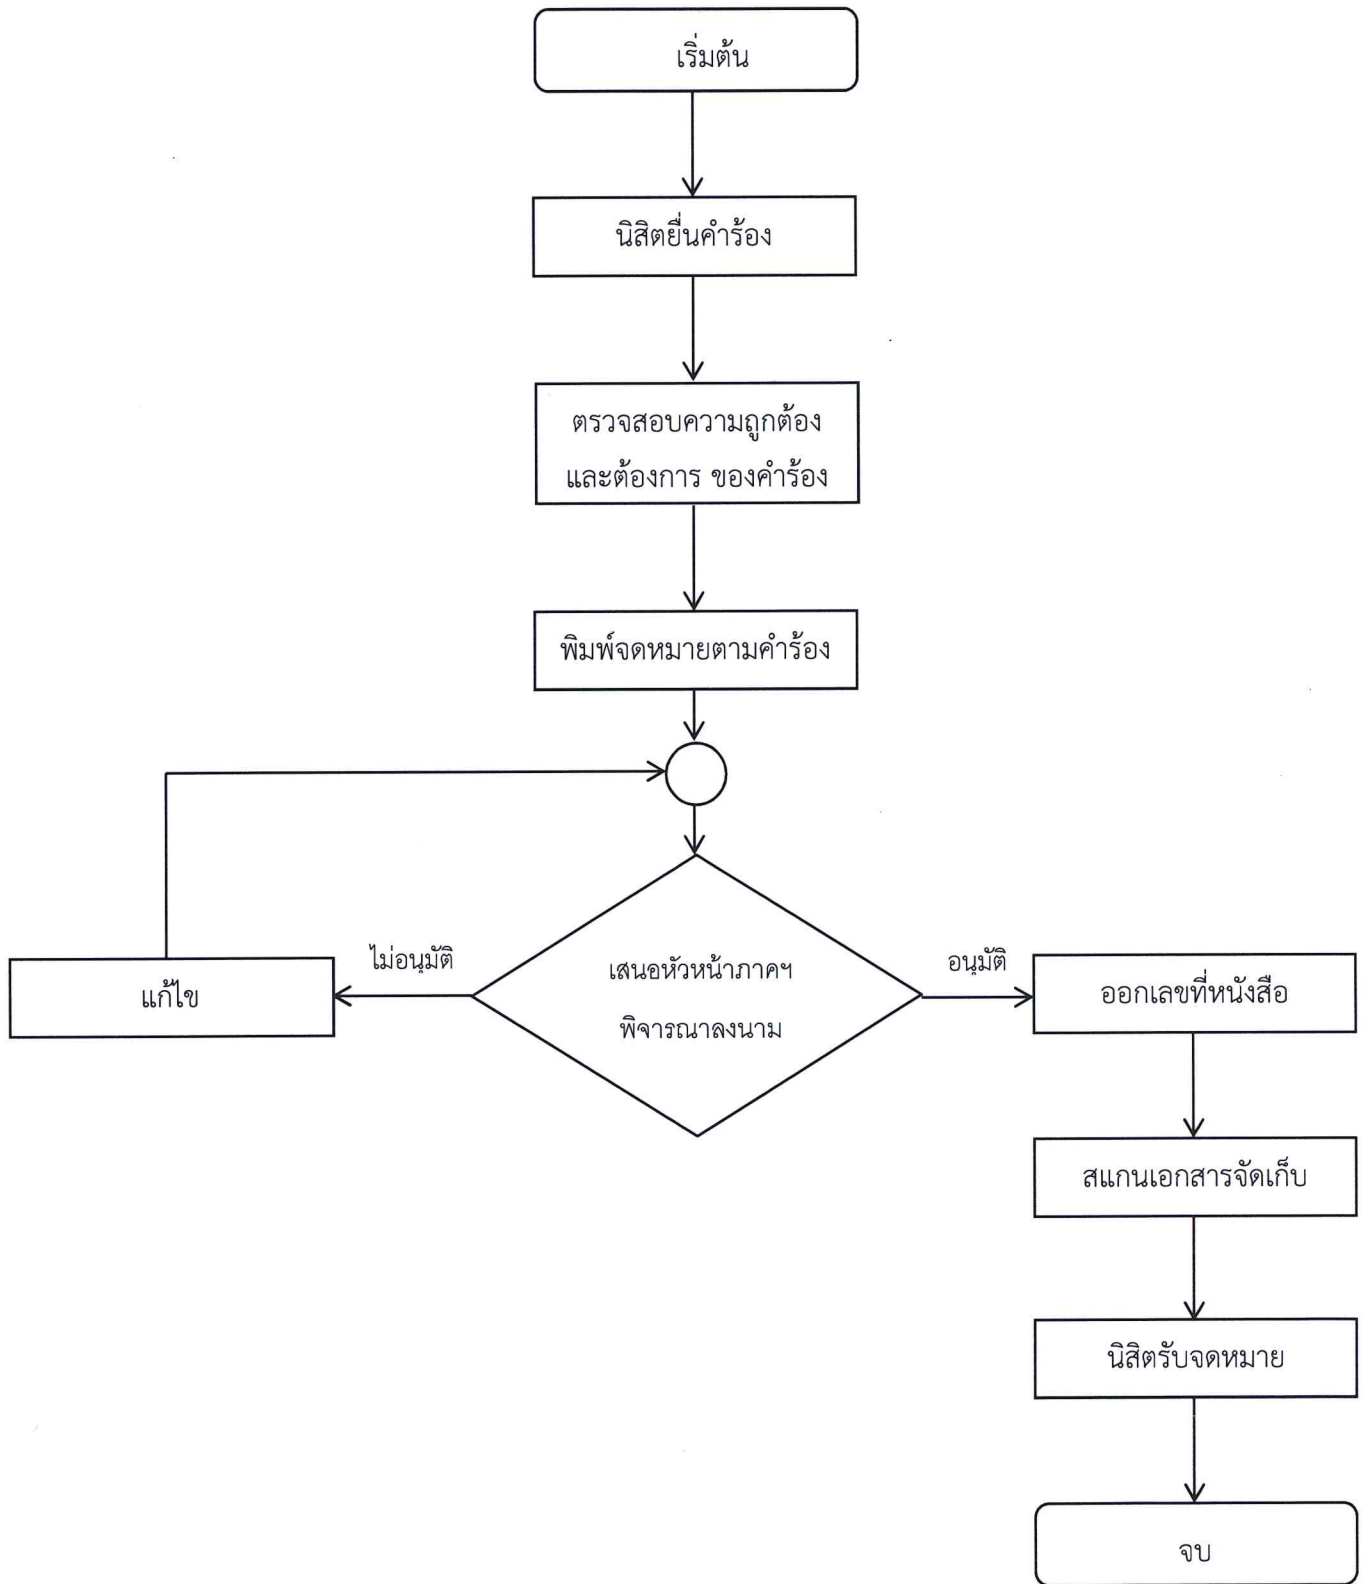 เริ่มต้น
นิสิตยื่นคำร้อง
ตรวจสอบความถูกต้อง
และต้องการ ของคำร้อง
พิมพ์จดหมายตามคำร้อง
ไม่อนุมัติ
แก้ไข
เสนอหัวหน้าภาคฯ
พิจารณาลงนาม
อนุมัติ
ออกเลขที่หนังสือ
สแกนเอกสารจัดเก็บ
นิสิตรับจดหมาย
จบ